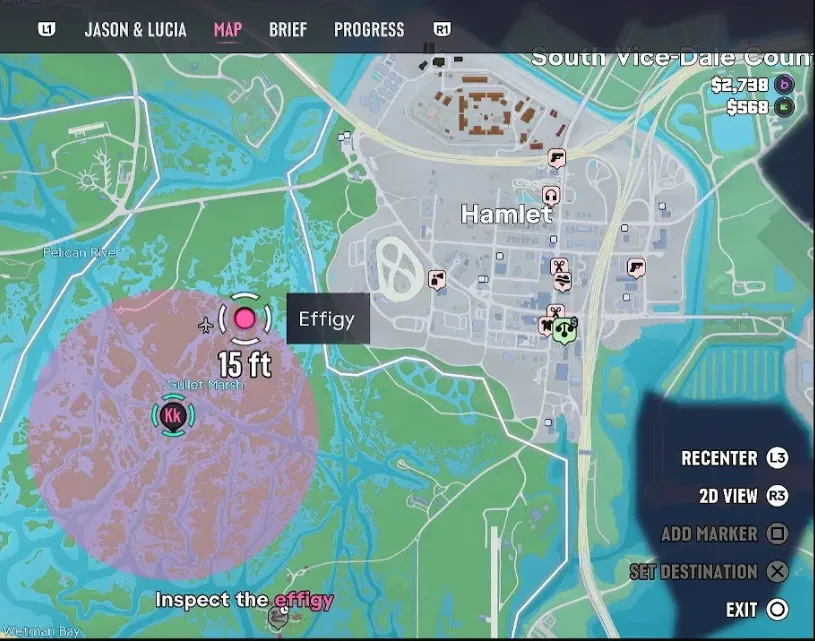 L1 JASON & LUCIA MAP BRIEF PROGRESS R1
South Vice-Dale Coun
$2,738
$568
Hamlet
Pelican River
Effigy
15 ft
Gullet Marsh
Kk
RECENTER L3
2D VIEW R3
ADD MARKER
SET DESTINATION
EXIT
Inspect the effigy
Wetman Bay